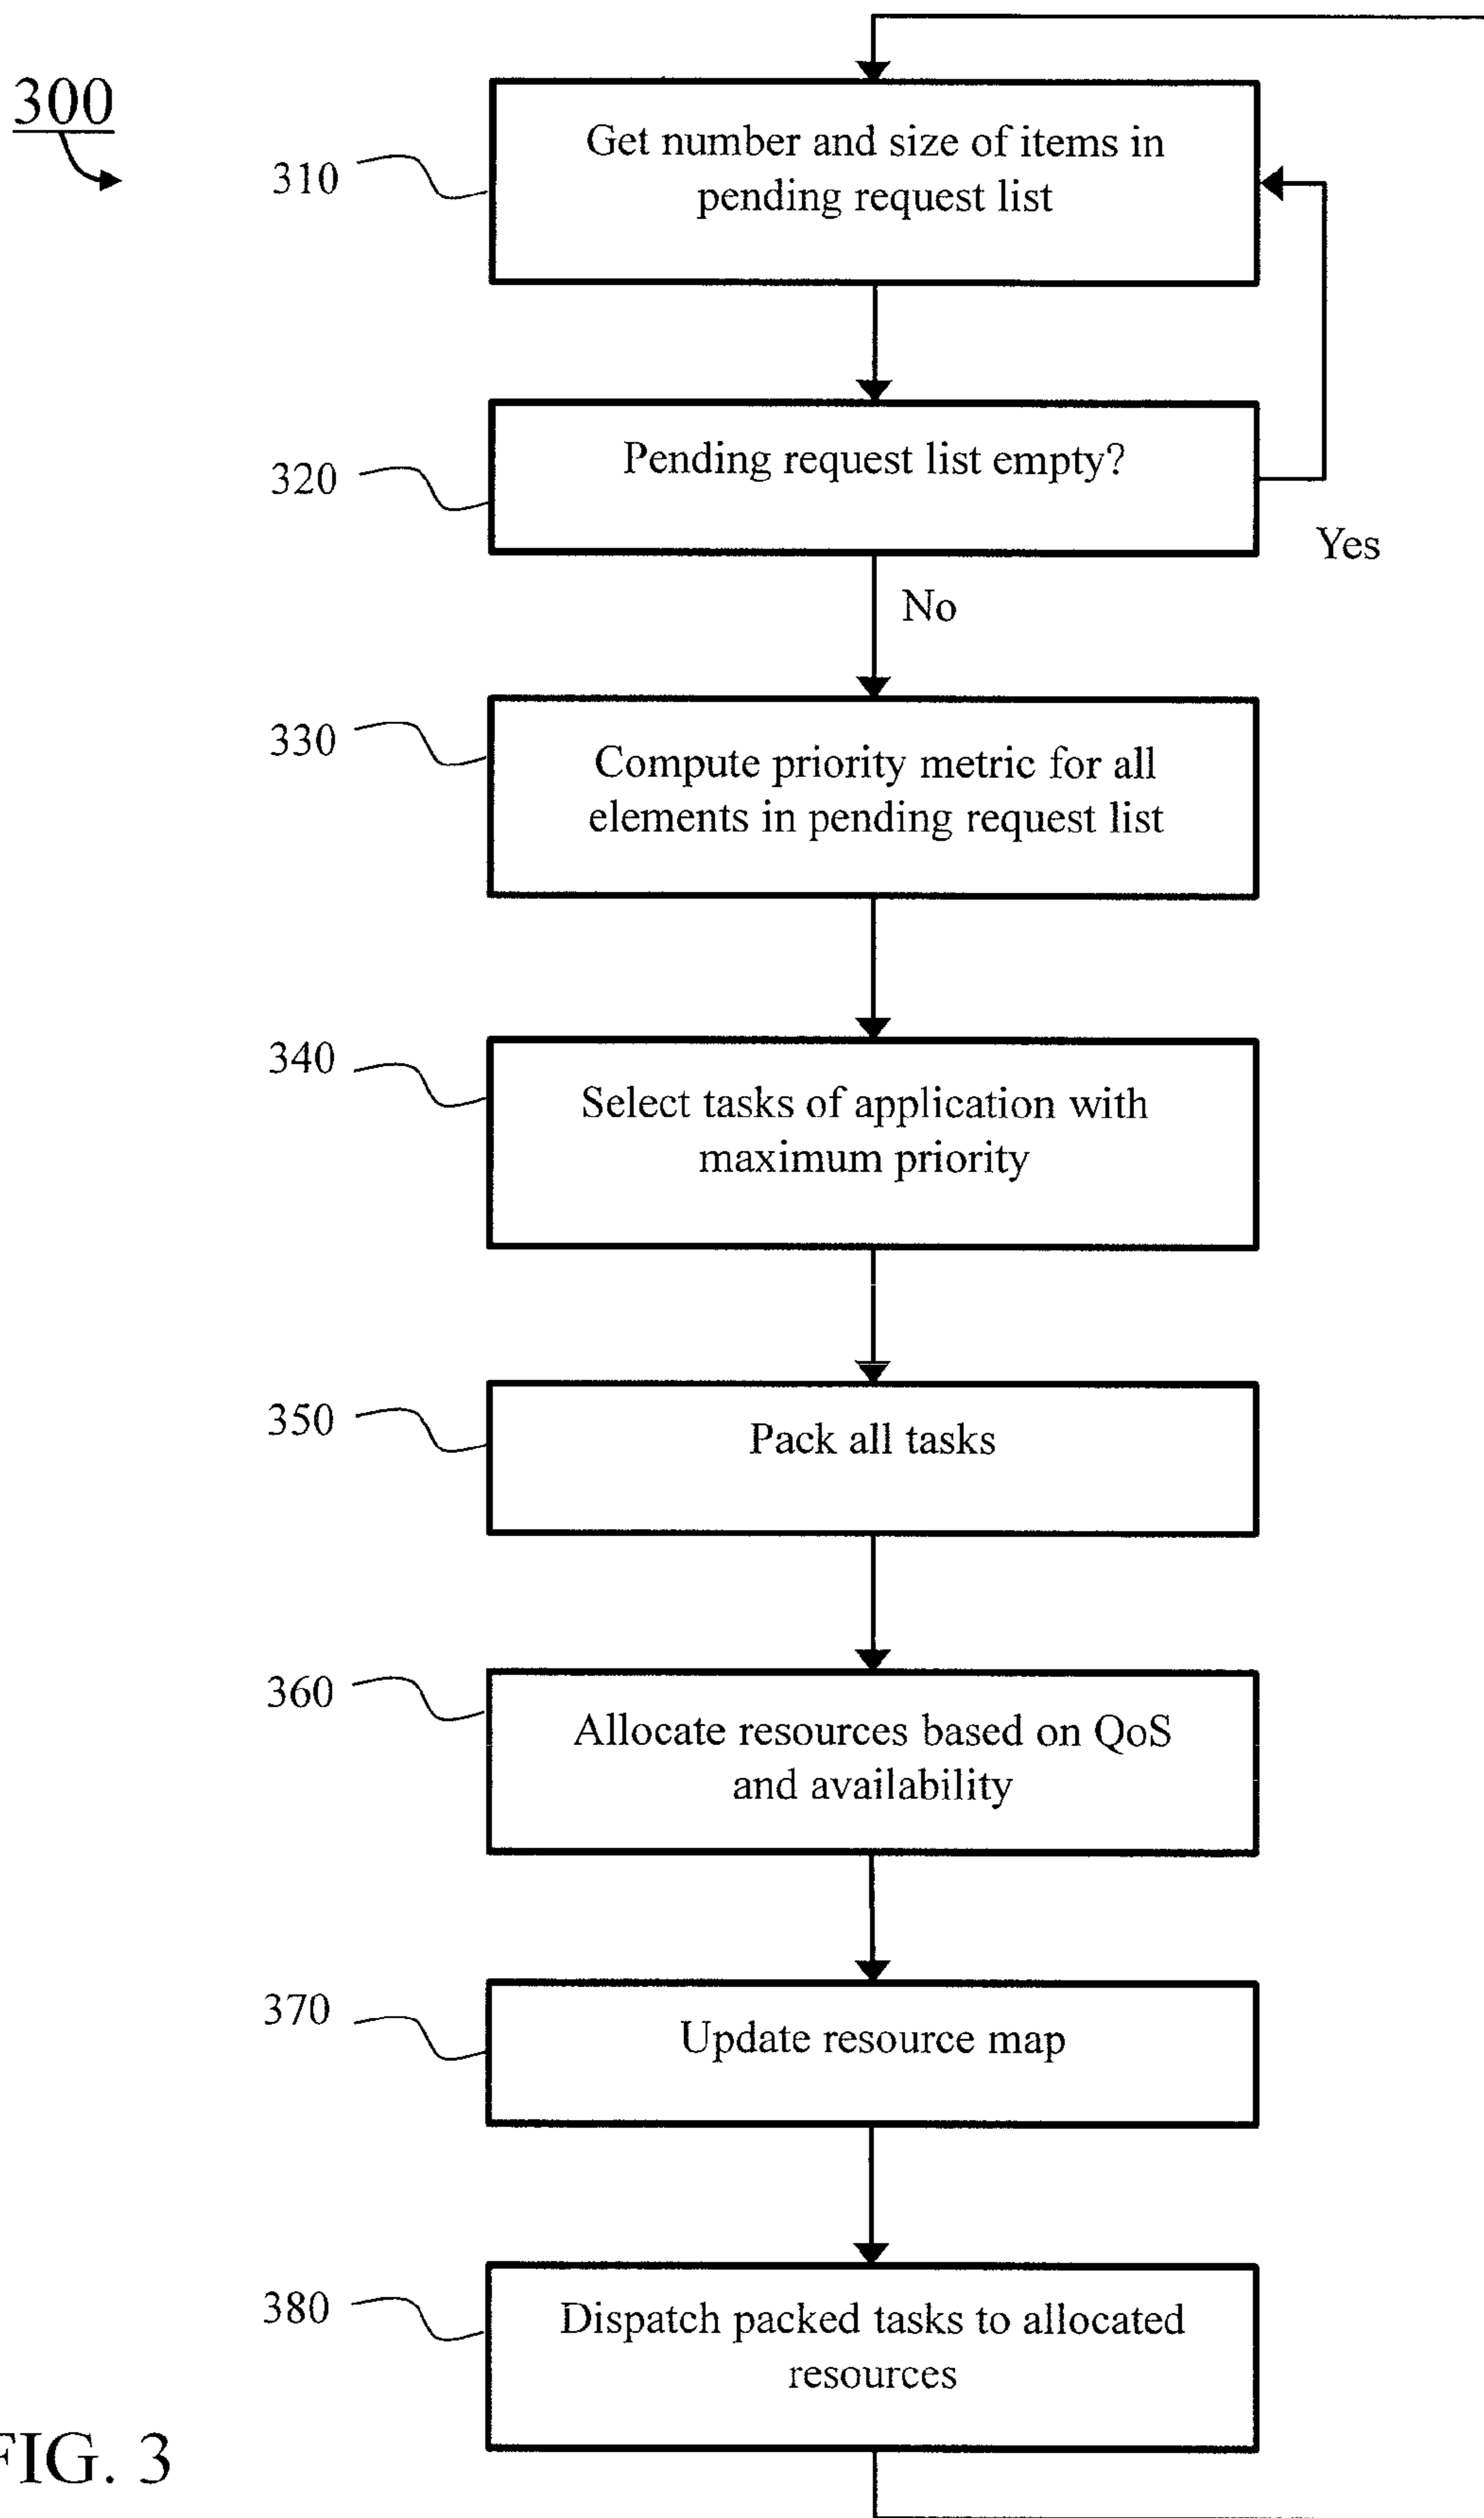 300
310
Get number and size of items in
pending request list
320
Pending request list empty?
Yes
No
330
Compute priority metric for all
elements in pending request list
340
Select tasks of application with
maximum priority
350
Pack all tasks
360
Allocate resources based on QoS
and availability
370
Update resource map
380
Dispatch packed tasks to allocated
resources
FIG. 3